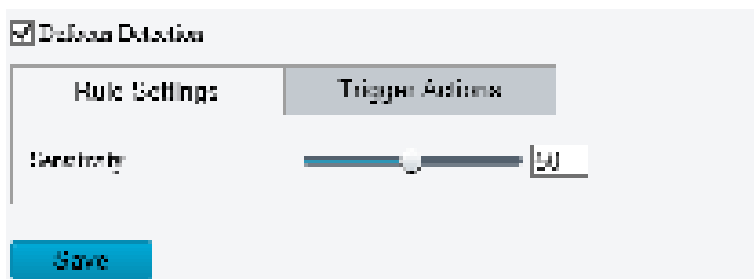 Defocus Detection
Rule Settings Trigger Actions
Sensitivity 50
Save